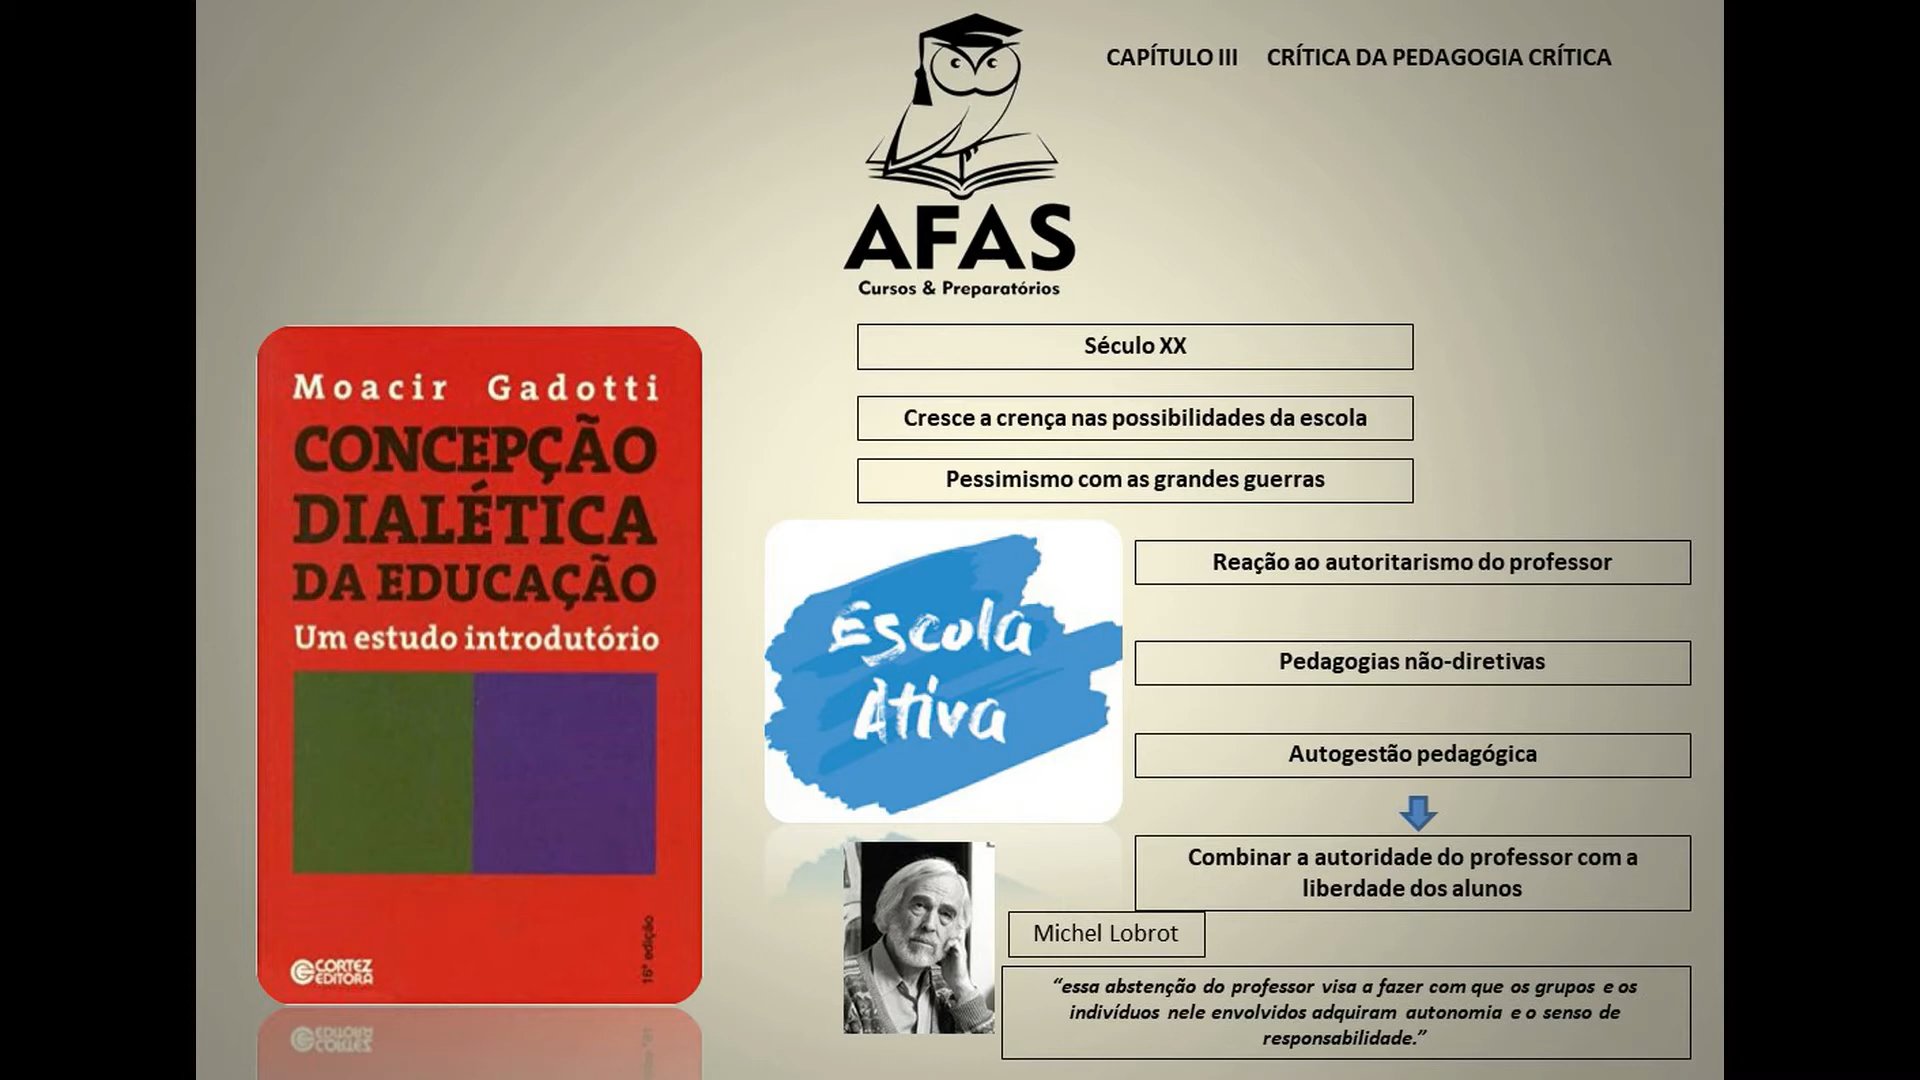 CAPÍTULO III CRÍTICA DA PEDAGOGIA CRÍTICA
AFAS
Cursos & Preparatórios
Moacir Gadotti
CONCEPÇÃO
DIALÉTICA
DA EDUCAÇÃO
Um estudo introdutório
CORTEZ
EDITORA
16ª edição
Século XX
Cresce a crença nas possibilidades da escola
Pessimismo com as grandes guerras
Escola
Ativa
Reação ao autoritarismo do professor
Pedagogias não-diretivas
Autogestão pedagógica
Combinar a autoridade do professor com a
liberdade dos alunos
Michel Lobrot
“essa abstenção do professor visa a fazer com que os grupos e os
indivíduos nele envolvidos adquiram autonomia e o senso de
responsabilidade.”